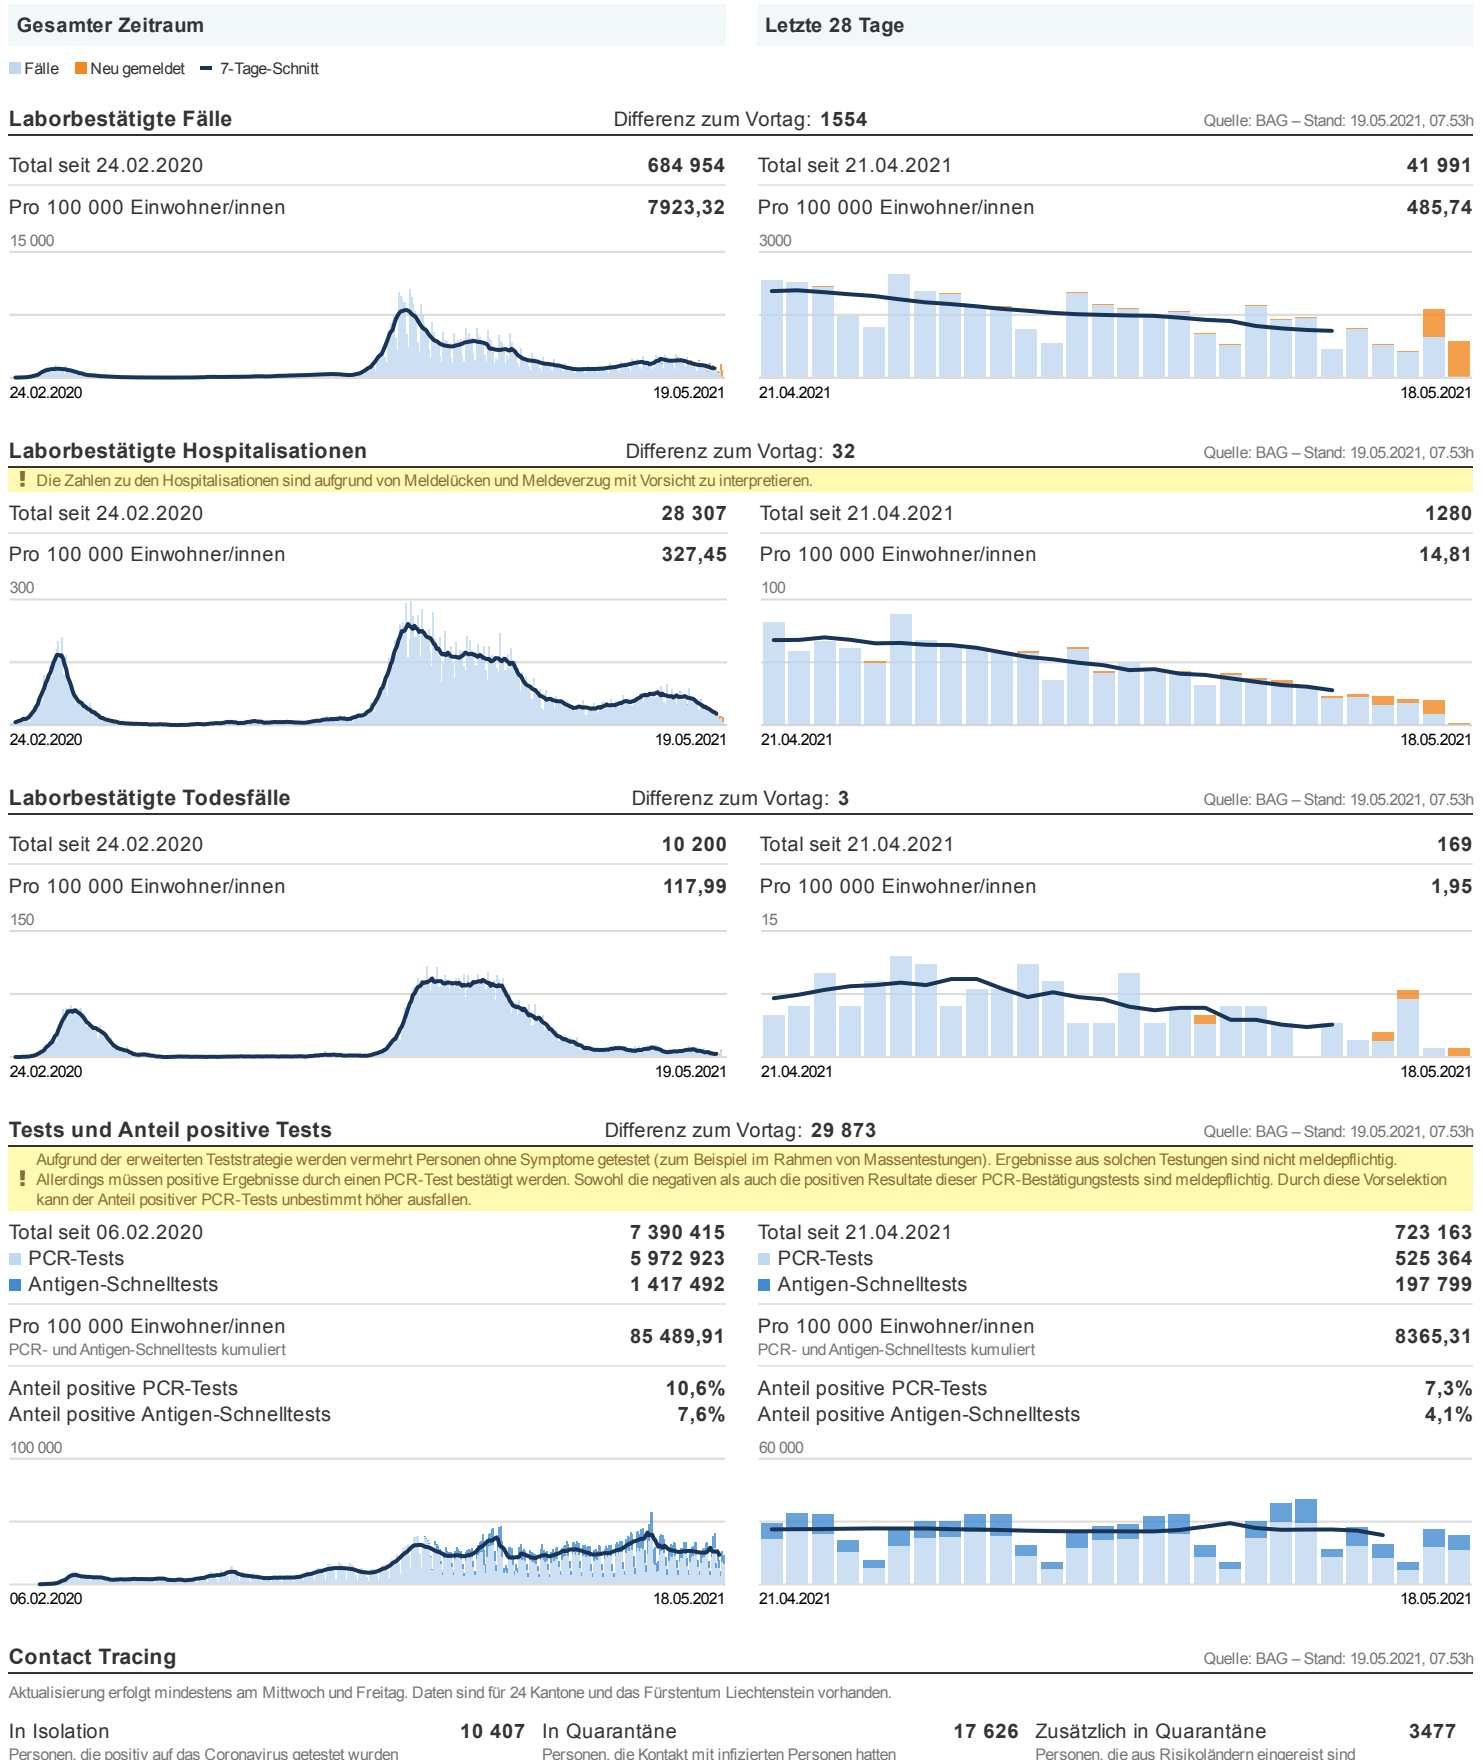 Gesamter Zeitraum
Letzte 28 Tage
Fälle Neu gemeldet 7-Tage-Schnitt
Laborbestätigte Fälle Differenz zum Vortag: 1554 Quelle: BAG – Stand: 19.05.2021, 07.53h
Total seit 24.02.2020 684 954
Pro 100 000 Einwohner/innen 7923,32
15 000
24.02.2020 19.05.2021
Total seit 21.04.2021 41 991
Pro 100 000 Einwohner/innen 485,74
3000
21.04.2021 18.05.2021
Laborbestätigte Hospitalisationen Differenz zum Vortag: 32 Quelle: BAG – Stand: 19.05.2021, 07.53h
! Die Zahlen zu den Hospitalisationen sind aufgrund von Meldelücken und Meldeverzug mit Vorsicht zu interpretieren.
Total seit 24.02.2020 28 307
Pro 100 000 Einwohner/innen 327,45
300
24.02.2020 19.05.2021
Total seit 21.04.2021 1280
Pro 100 000 Einwohner/innen 14,81
100
21.04.2021 18.05.2021
Laborbestätigte Todesfälle Differenz zum Vortag: 3 Quelle: BAG – Stand: 19.05.2021, 07.53h
Total seit 24.02.2020 10 200
Pro 100 000 Einwohner/innen 117,99
150
24.02.2020 19.05.2021
Total seit 21.04.2021 169
Pro 100 000 Einwohner/innen 1,95
15
21.04.2021 18.05.2021
Tests und Anteil positive Tests Differenz zum Vortag: 29 873 Quelle: BAG – Stand: 19.05.2021, 07.53h
Aufgrund der erweiterten Teststrategie werden vermehrt Personen ohne Symptome getestet (zum Beispiel im Rahmen von Massentestungen). Ergebnisse aus solchen Testungen sind nicht meldepflichtig.
! Allerdings müssen positive Ergebnisse durch einen PCR-Test bestätigt werden. Sowohl die negativen als auch die positiven Resultate dieser PCR-Bestätigungstests sind meldepflichtig. Durch diese Vorselektion
kann der Anteil positiver PCR-Tests unbestimmt höher ausfallen.
Total seit 06.02.2020 7 390 415
PCR-Tests 5 972 923
Antigen-Schnelltests 1 417 492
Pro 100 000 Einwohner/innen 85 489,91
PCR- und Antigen-Schnelltests kumuliert
Anteil positive PCR-Tests 10,6%
Anteil positive Antigen-Schnelltests 7,6%
100 000
06.02.2020 18.05.2021
Total seit 21.04.2021 723 163
PCR-Tests 525 364
Antigen-Schnelltests 197 799
Pro 100 000 Einwohner/innen 8365,31
PCR- und Antigen-Schnelltests kumuliert
Anteil positive PCR-Tests 7,3%
Anteil positive Antigen-Schnelltests 4,1%
60 000
21.04.2021 18.05.2021
Contact Tracing Quelle: BAG – Stand: 19.05.2021, 07.53h
Aktualisierung erfolgt mindestens am Mittwoch und Freitag. Daten sind für 24 Kantone und das Fürstentum Liechtenstein vorhanden.
In Isolation 10 407
Personen, die positiv auf das Coronavirus getestet wurden
In Quarantäne 17 626
Personen, die Kontakt mit infizierten Personen hatten
Zusätzlich in Quarantäne 3477
Personen, die aus Risikoländern eingereist sind